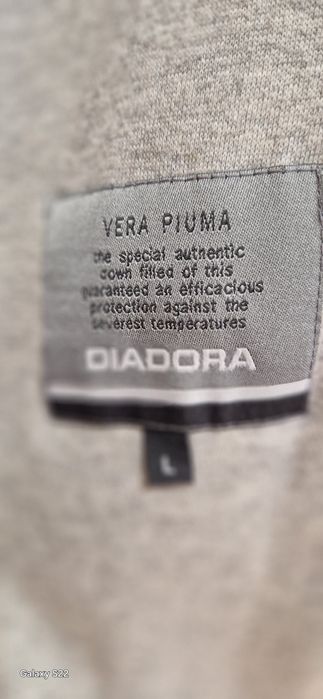 VERA PIUMA
the special authentic
down filled of this
guaranteed an efficacious
protection against the
severest temperatures
DIADORA
L
Galaxy S22